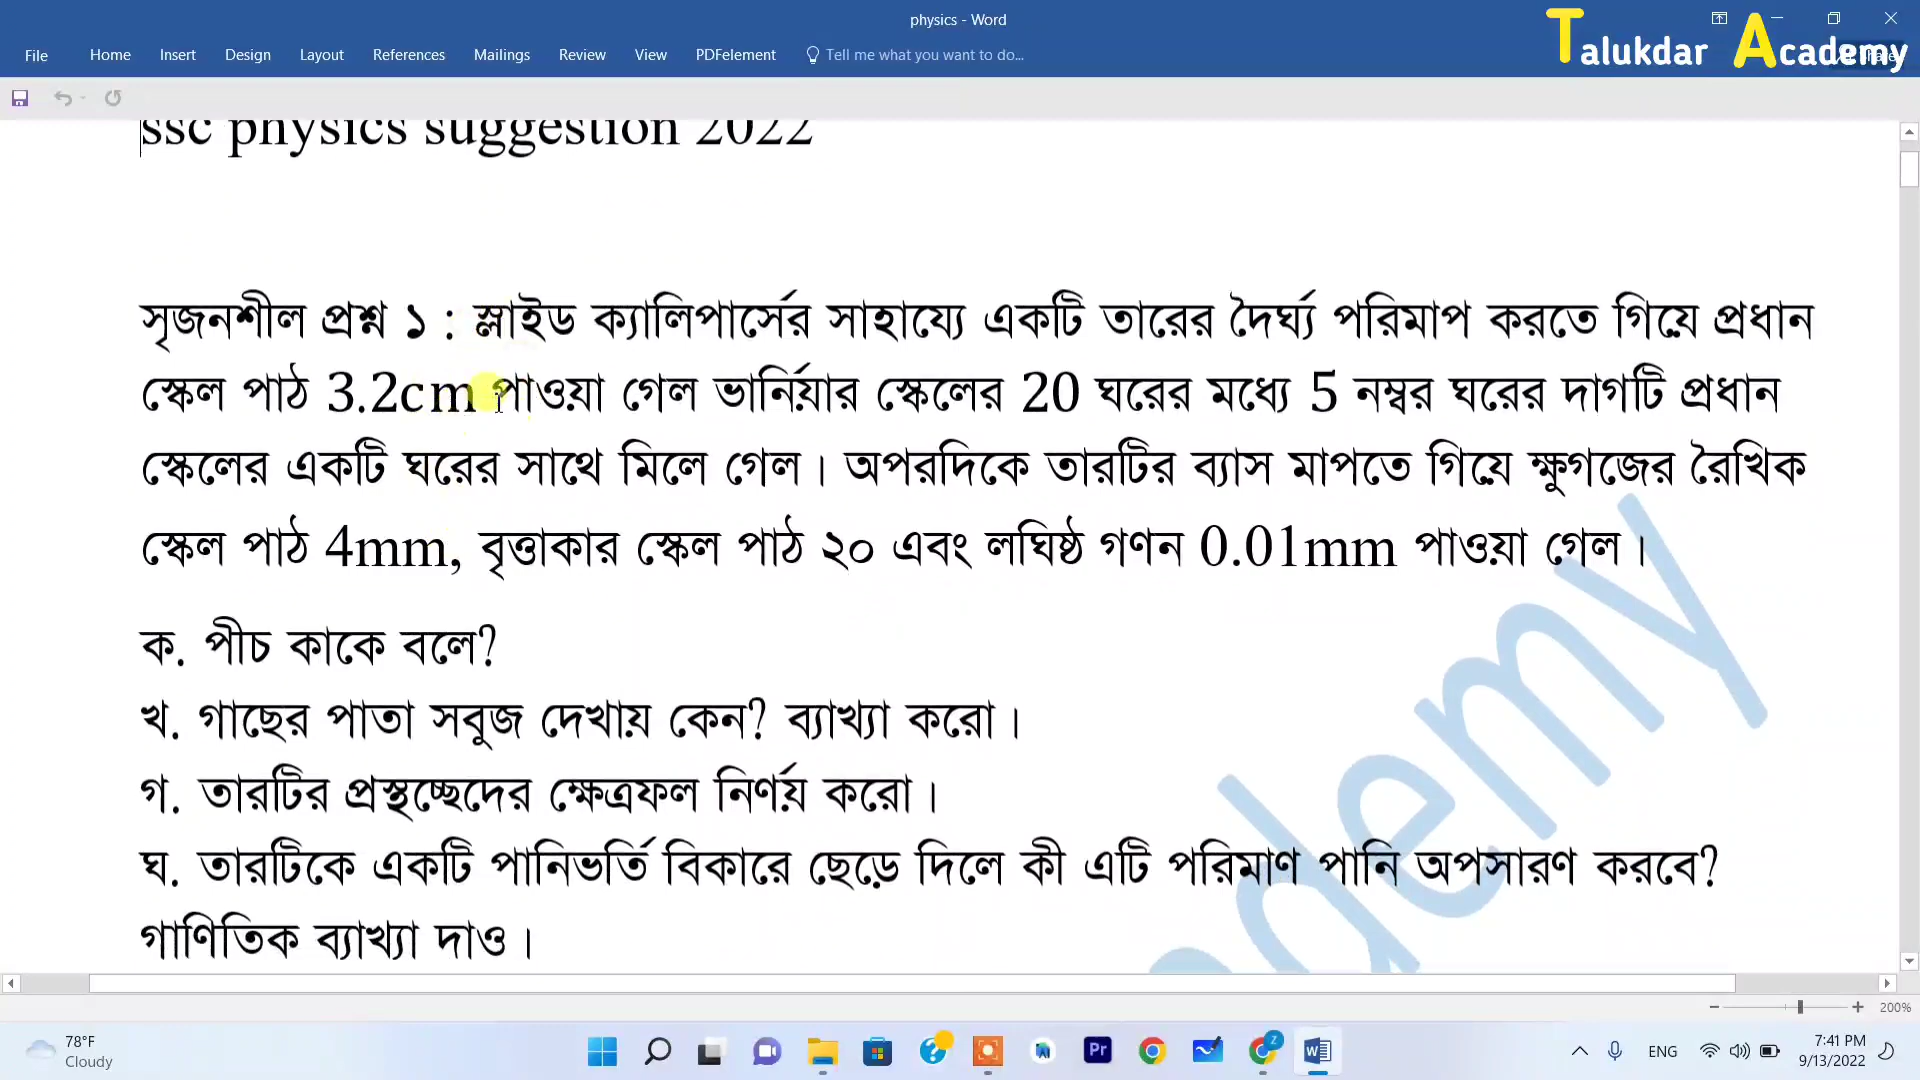 physics - Word
Talukdar Academy
File Home Insert Design Layout References Mailings Review View PDFelement Tell me what you want to do...
ssc physics suggestion 2022
সৃজনশীল প্রশ্ন ১ : স্লাইড ক্যালিপার্সের সাহায্যে একটি তারের দৈর্ঘ্য পরিমাপ করতে গিয়ে প্রধান
স্কেল পাঠ 3.2cm পাওয়া গেল ভার্নিয়ার স্কেলের 20 ঘরের মধ্যে 5 নম্বর ঘরের দাগটি প্রধান
স্কেলের একটি ঘরের সাথে মিলে গেল। অপরদিকে তারটির ব্যাস মাপতে গিয়ে ক্ষুগজের রৈখিক
স্কেল পাঠ 4mm, বৃত্তাকার স্কেল পাঠ ২০ এবং লঘিষ্ঠ গণন 0.01mm পাওয়া গেল।
ক. পীচ কাকে বলে?
খ. গাছের পাতা সবুজ দেখায় কেন? ব্যাখ্যা করো।
গ. তারটির প্রস্থচ্ছেদের ক্ষেত্রফল নির্ণয় করো।
ঘ. তারটিকে একটি পানিভর্তি বিকারে ছেড়ে দিলে কী এটি পরিমাণ পানি অপসারণ করবে?
গাণিতিক ব্যাখ্যা দাও।
demy
200%
78°F
Cloudy
ENG
7:41 PM
9/13/2022